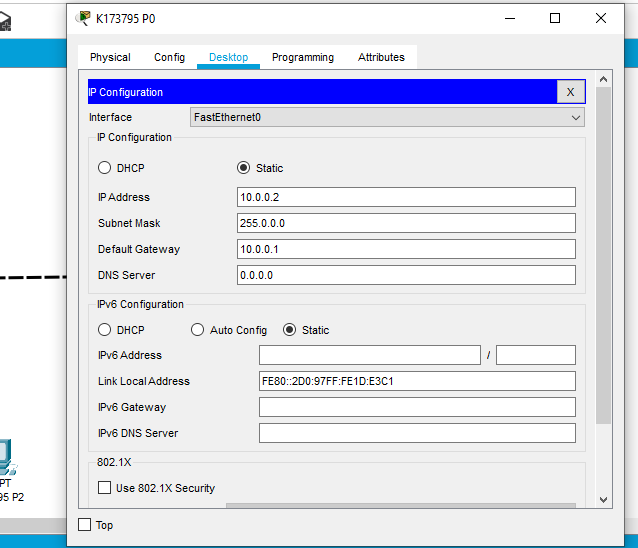 K173795 P0
Physical Config Desktop Programming Attributes
IP Configuration X
Interface FastEthernet0
IP Configuration
DHCP Static
IP Address 10.0.0.2
Subnet Mask 255.0.0.0
Default Gateway 10.0.0.1
DNS Server 0.0.0.0
IPv6 Configuration
DHCP Auto Config Static
IPv6 Address /
Link Local Address FE80::2D0:97FF:FE1D:E3C1
IPv6 Gateway
IPv6 DNS Server
802.1X
Use 802.1X Security
Top
PT
95 P2